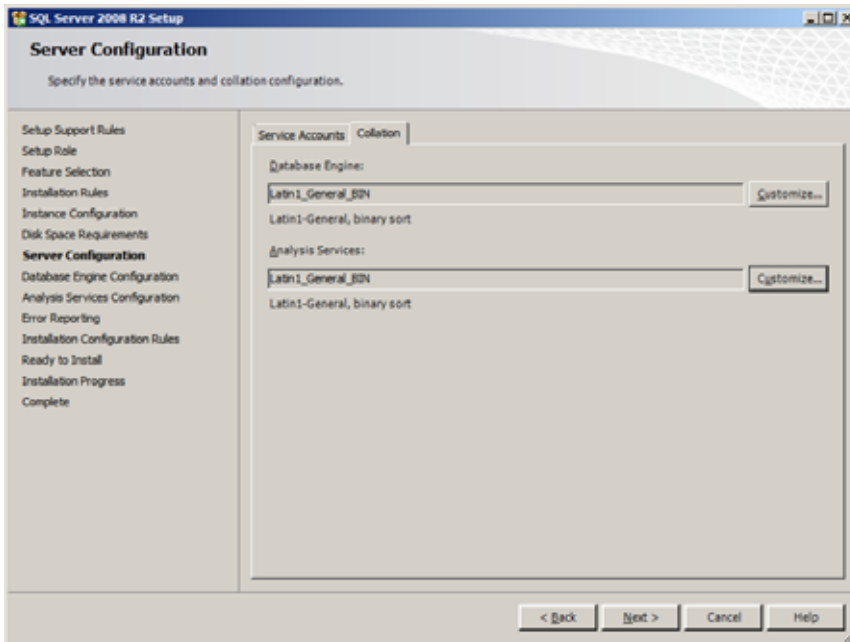 SQL Server 2008 R2 Setup
Server Configuration
Specify the service accounts and collation configuration.
Setup Support Rules
Setup Role
Feature Selection
Installation Rules
Instance Configuration
Disk Space Requirements
Server Configuration
Database Engine Configuration
Analysis Services Configuration
Error Reporting
Installation Configuration Rules
Ready to Install
Installation Progress
Complete
Service Accounts Collation
Database Engine:
Latin1_General_BIN Customize...
Latin1-General, binary sort
Analysis Services:
Latin1_General_BIN Customize...
Latin1-General, binary sort
< Back Next > Cancel Help